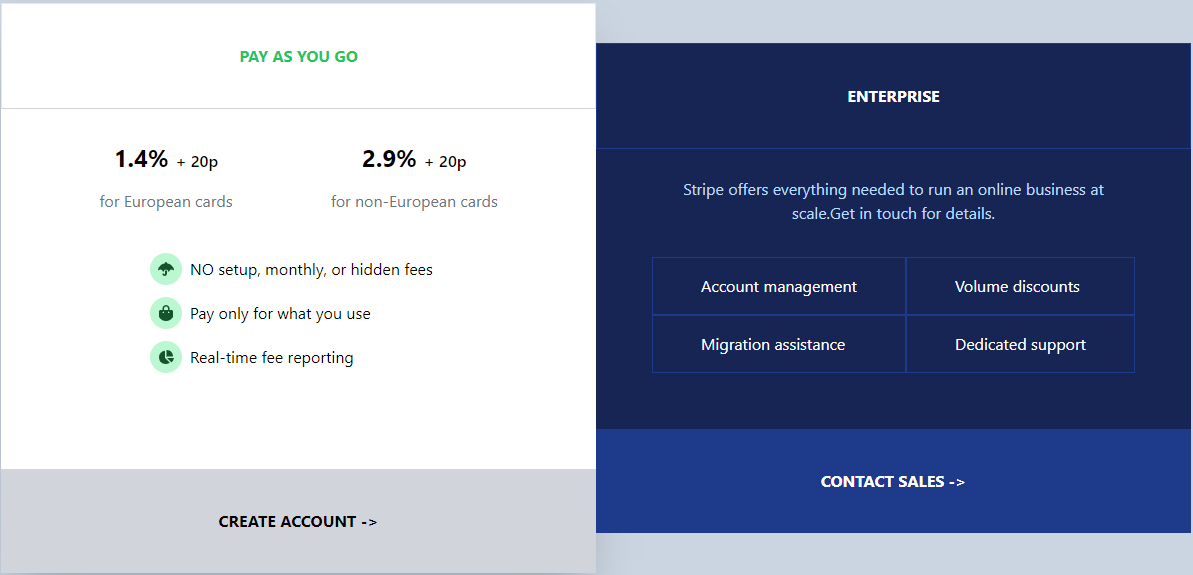 PAY AS YOU GO
1.4% + 20p
for European cards
2.9% + 20p
for non-European cards
NO setup, monthly, or hidden fees
Pay only for what you use
Real-time fee reporting
CREATE ACCOUNT ->
ENTERPRISE
Stripe offers everything needed to run an online business at
scale.Get in touch for details.
Account management
Volume discounts
Migration assistance
Dedicated support
CONTACT SALES ->